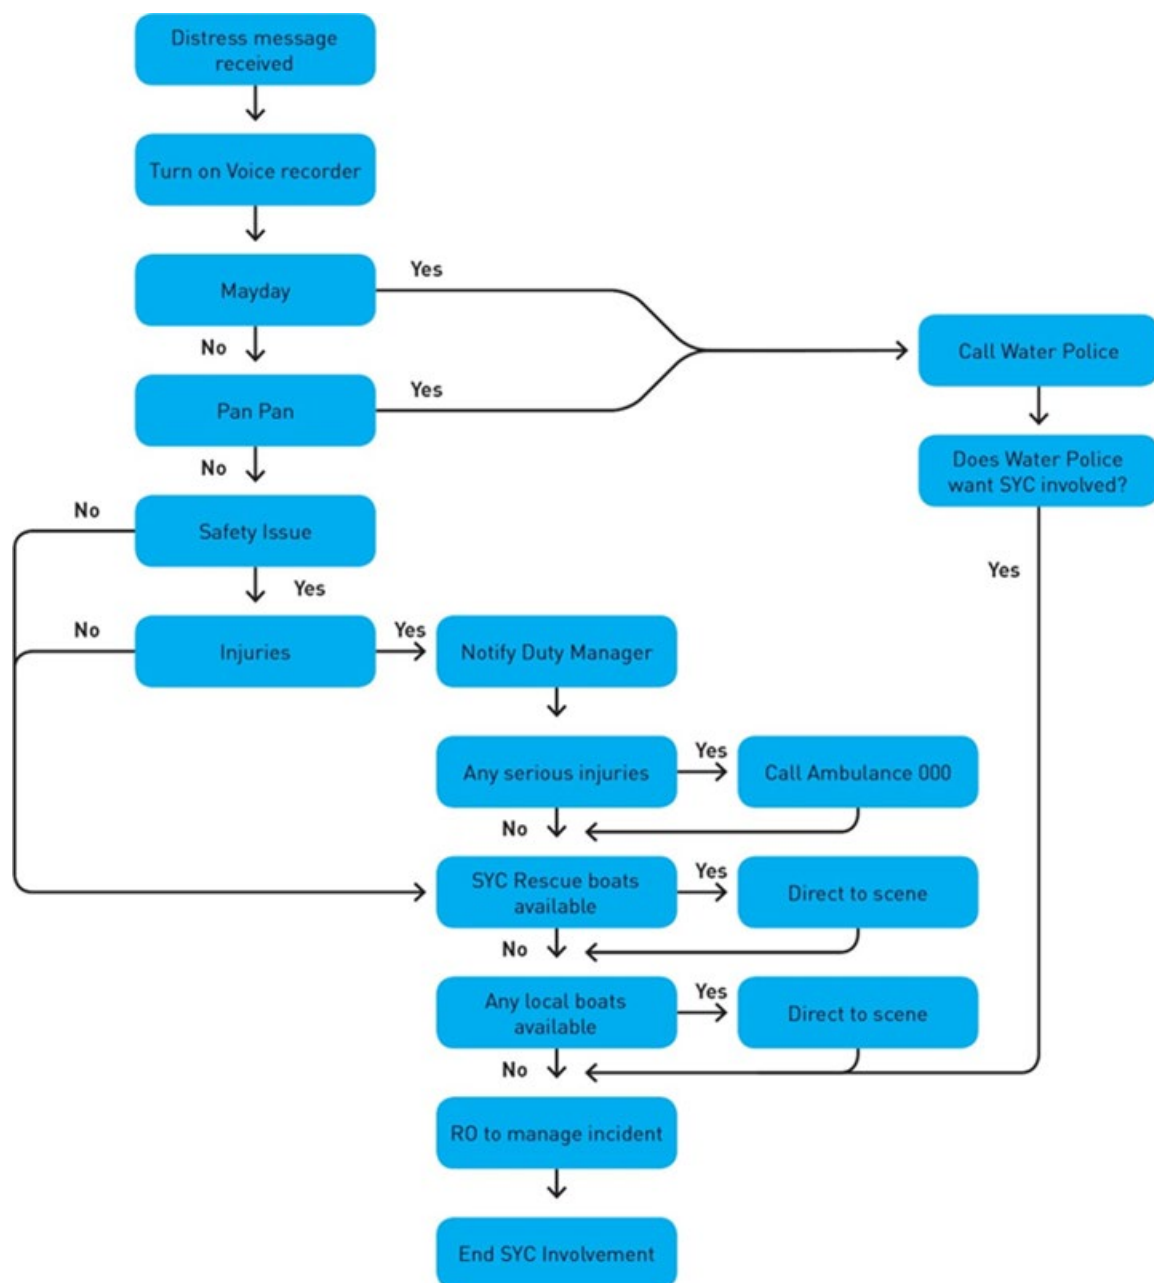 Distress message
received
Turn on Voice recorder
Mayday
Yes
No
Call Water Police
Pan Pan
Yes
No
Does Water Police
want SYC involved?
No
Safety Issue
Yes
Yes
No
Injuries
Yes
Notify Duty Manager
Any serious injuries
Yes
Call Ambulance 000
No
SYC Rescue boats
available
Yes
Direct to scene
No
Any local boats
available
Yes
Direct to scene
No
RO to manage incident
End SYC Involvement